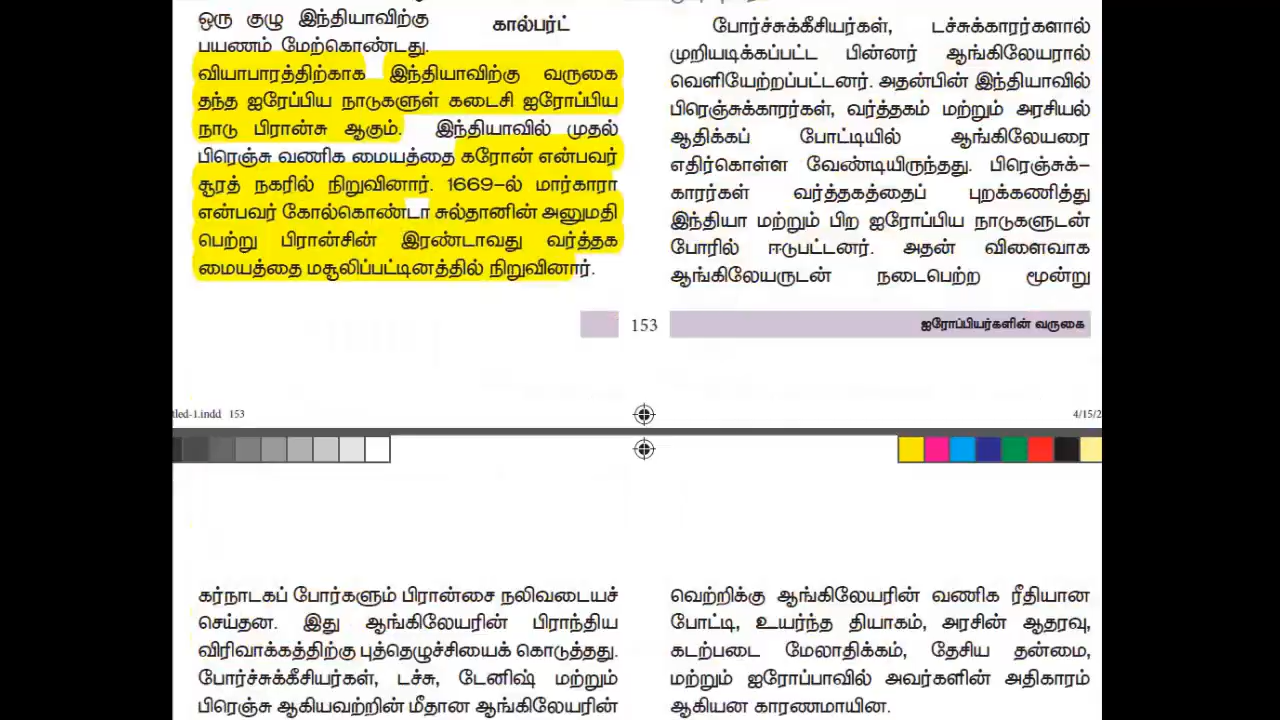 ஒரு குழு இந்தியாவிற்கு
பயணம் மேற்கொண்டது.
கால்பர்ட்
வியாபாரத்திற்காக இந்தியாவிற்கு வருகை
தந்த ஐரேப்பிய நாடுகளுள் கடைசி ஐரோப்பிய
நாடு பிரான்சு ஆகும். இந்தியாவில் முதல்
பிரெஞ்சு வணிக மையத்தை கரோன் என்பவர்
சூரத் நகரில் நிறுவினார். 1669-ல் மார்காரா
என்பவர் கோல்கொண்டா சுல்தானின் அனுமதி
பெற்று பிரான்சின் இரண்டாவது வர்த்தக
மையத்தை மசூலிப்பட்டினத்தில் நிறுவினார்.
போர்ச்சுக்கீசியர்கள், டச்சுக்காரர்களால்
முறியடிக்கப்பட்ட பின்னர் ஆங்கிலேயரால்
வெளியேற்றப்பட்டனர். அதன்பின் இந்தியாவில்
பிரெஞ்சுக்காரர்கள், வர்த்தகம் மற்றும் அரசியல்
ஆதிக்கப் போட்டியில் ஆங்கிலேயரை
எதிர்கொள்ள வேண்டியிருந்தது. பிரெஞ்சுக்-
காரர்கள் வர்த்தகத்தைப் புறக்கணித்து
இந்தியா மற்றும் பிற ஐரோப்பிய நாடுகளுடன்
போரில் ஈடுபட்டனர். அதன் விளைவாக
ஆங்கிலேயருடன் நடைபெற்ற மூன்று
153
ஐரோப்பியர்களின் வருகை
tled-1.indd 153
4/15/2
கர்நாடகப் போர்களும் பிரான்சை நலிவடையச்
செய்தன. இது ஆங்கிலேயரின் பிராந்திய
விரிவாக்கத்திற்கு புத்தெழுச்சியைக் கொடுத்தது.
போர்ச்சுக்கீசியர்கள், டச்சு, டேனிஷ் மற்றும்
பிரெஞ்சு ஆகியவற்றின் மீதான ஆங்கிலேயரின்
வெற்றிக்கு ஆங்கிலேயரின் வணிக ரீதியான
போட்டி, உயர்ந்த தியாகம், அரசின் ஆதரவு,
கடற்படை மேலாதிக்கம், தேசிய தன்மை,
மற்றும் ஐரோப்பாவில் அவர்களின் அதிகாரம்
ஆகியன காரணமாயின.